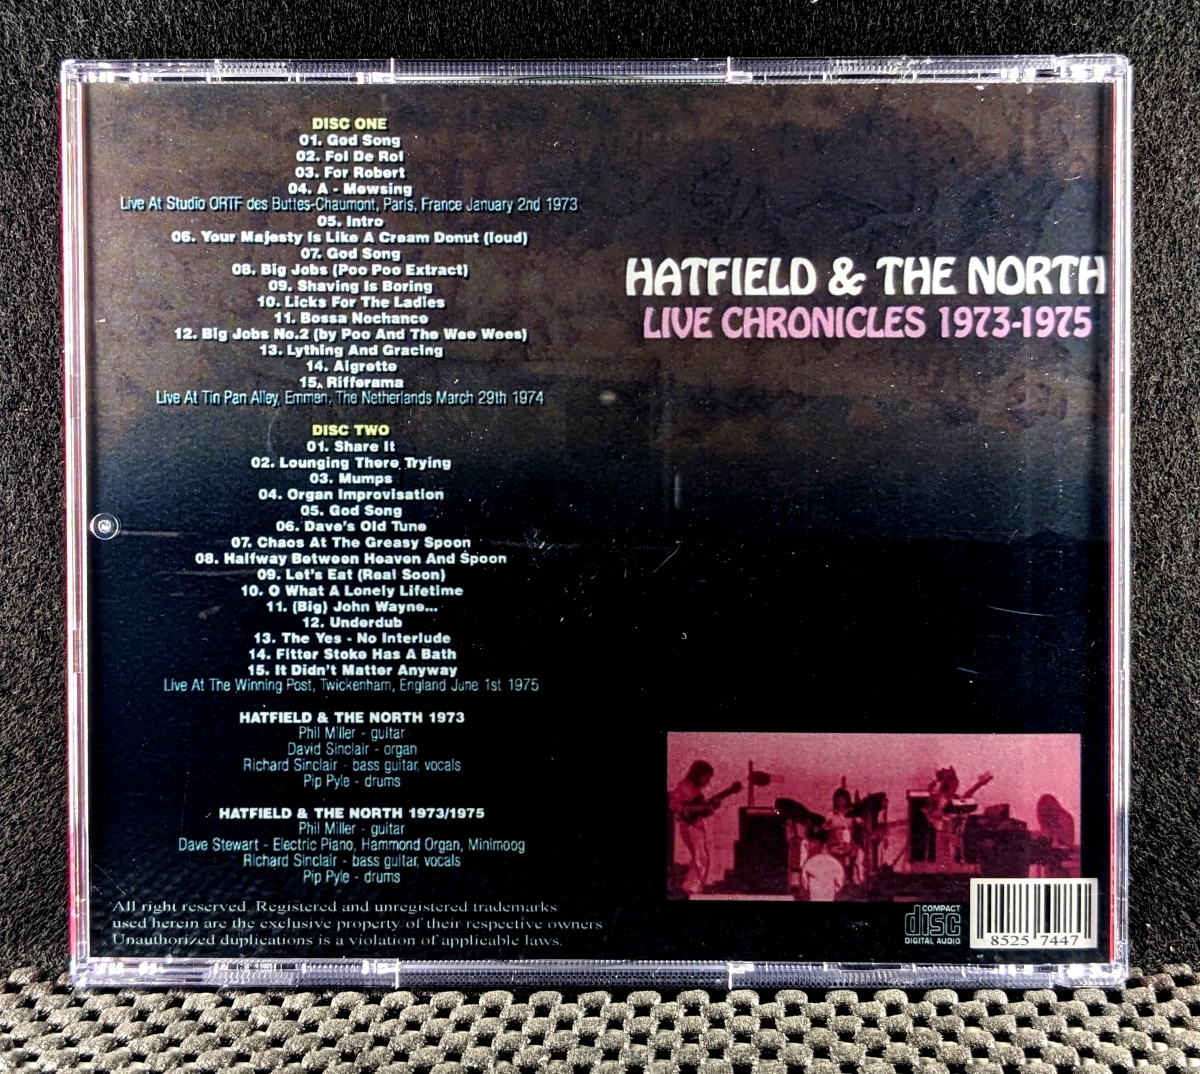 DISC ONE
01. God Song
02. Fol De Rol
03. For Robert
04. A - Mewsing
Live At Studio ORTF des Buttes-Chaumont, Paris, France January 2nd 1973
05. Intro
06. Your Majesty Is Like A Cream Donut (loud)
07. God Song
08. Big Jobs (Poo Poo Extract)
09. Shaving Is Boring
10. Licks For The Ladies
11. Bossa Nochance
12. Big Jobs No.2 (by Poo And The Wee Wees)
13. Lything And Gracing
14. Aigrette
15. Rifferama
Live At Tin Pan Alley, Emmen, The Netherlands March 29th 1974
DISC TWO
01. Share It
02. Lounging There Trying
03. Mumps
04. Organ Improvisation
05. God Song
06. Dave's Old Tune
07. Chaos At The Greasy Spoon
08. Halfway Between Heaven And Spoon
09. Let's Eat (Real Soon)
10. O What A Lonely Lifetime
11. (Big) John Wayne...
12. Underdub
13. The Yes - No Interlude
14. Fitter Stoke Has A Bath
15. It Didn't Matter Anyway
Live At The Winning Post, Twickenham, England June 1st 1975
HATFIELD & THE NORTH 1973
Phil Miller - guitar
David Sinclair - organ
Richard Sinclair - bass guitar, vocals
Pip Pyle - drums
HATFIELD & THE NORTH 1973/1975
Phil Miller - guitar
Dave Stewart - Electric Piano, Hammond Organ, Minimoog
Richard Sinclair - bass guitar, vocals
Pip Pyle - drums
All right reserved. Registered and unregistered trademarks
used herein are the exclusive property of their respective owners
Unauthorized duplications is a violation of applicable laws.
HATFIELD & THE NORTH
LIVE CHRONICLES 1973-1975
COMPACT
disc
DIGITAL AUDIO
8525 7447